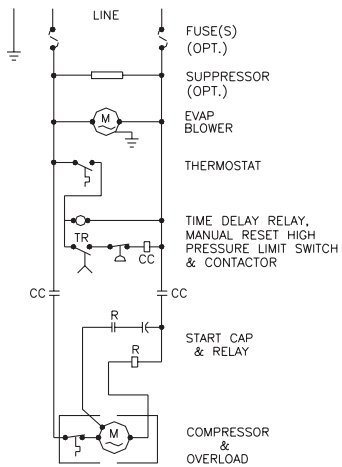 LINE
FUSE(S)
(OPT.)
SUPPRESSOR
(OPT.)
M
EVAP
BLOWER
THERMOSTAT
TIME DELAY RELAY,
MANUAL RESET HIGH
PRESSURE LIMIT SWITCH
& CONTACTOR
TR
CC
CC
CC
R
R
START CAP
& RELAY
M
COMPRESSOR
&
OVERLOAD